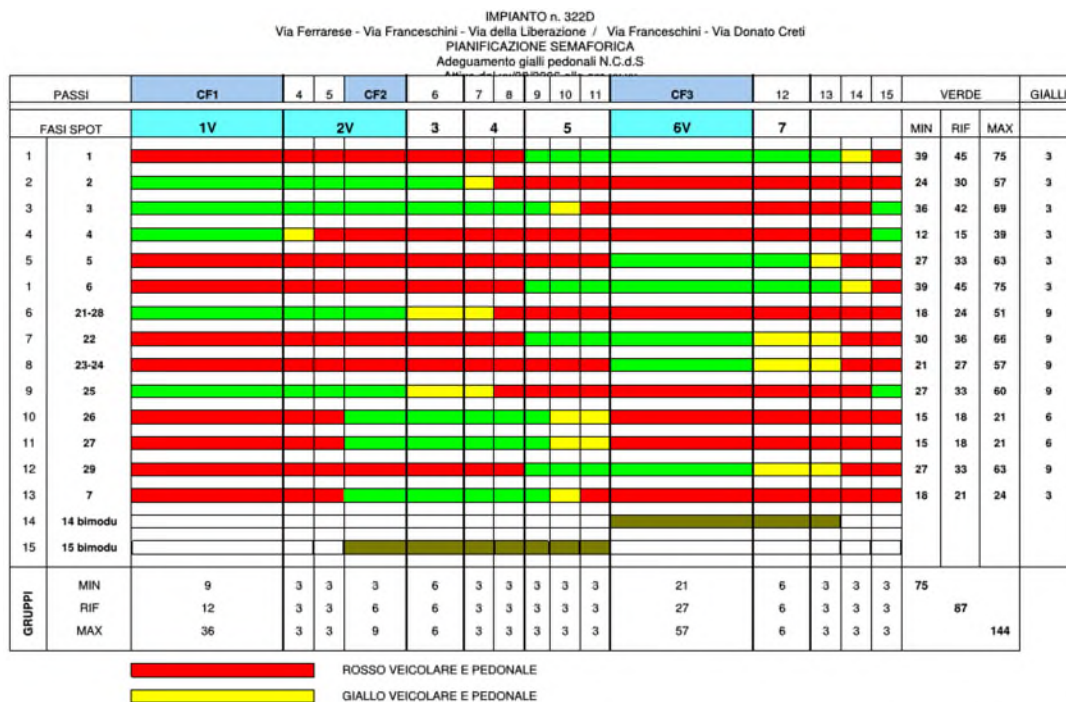 IMPIANTO n. 322D
Via Ferrarese - Via Franceschini - Via della Liberazione / Via Franceschini - Via Donato Creti
PIANIFICAZIONE SEMAFORICA
Adeguamento gialli pedonali N.C.d.S
PASSI CF1 4 5 CF2 6 7 8 9 10 11 CF3 12 13 14 15 VERDE GIALLI
FASI SPOT 1V 2V 3 4 5 6V 7 MIN RIF MAX
1 1 39 45 75 3
2 2 24 30 57 3
3 3 36 42 69 3
4 4 12 15 39 3
5 5 27 33 63 3
1 6 39 45 75 3
6 21-28 18 24 51 9
7 22 30 36 66 9
8 23-24 21 27 57 9
9 25 27 33 60 9
10 26 15 18 21 6
11 27 15 18 21 6
12 29 27 33 63 9
13 7 18 21 24 3
14 14 bimodu
15 15 bimodu
GRUPPI
MIN 9 3 3 3 6 3 3 3 3 3 21 6 3 3 3 75
RIF 12 3 3 6 6 3 3 3 3 3 27 6 3 3 3 87
MAX 36 3 3 9 6 3 3 3 3 3 57 6 3 3 3 144
ROSSO VEICOLARE E PEDONALE
GIALLO VEICOLARE E PEDONALE